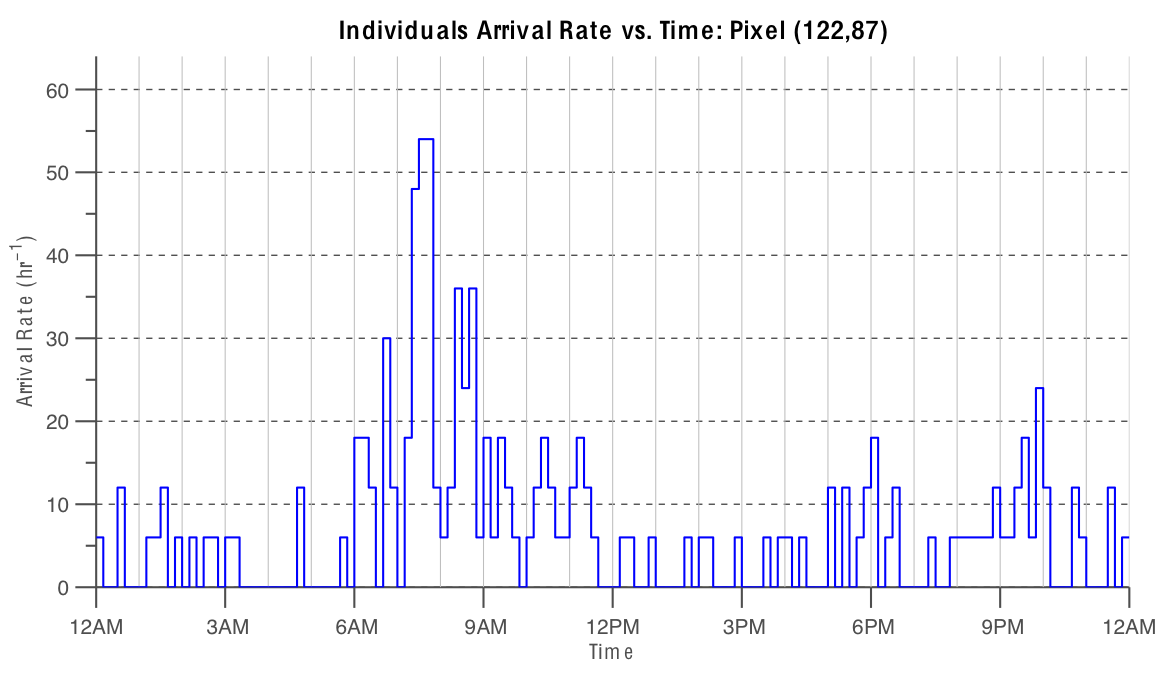 Individuals Arrival Rate vs. Time: Pixel (122,87)
60
50
40
30
20
10
0
Arrival Rate (hr⁻¹)
12AM 3AM 6AM 9AM 12PM 3PM 6PM 9PM 12AM
Time